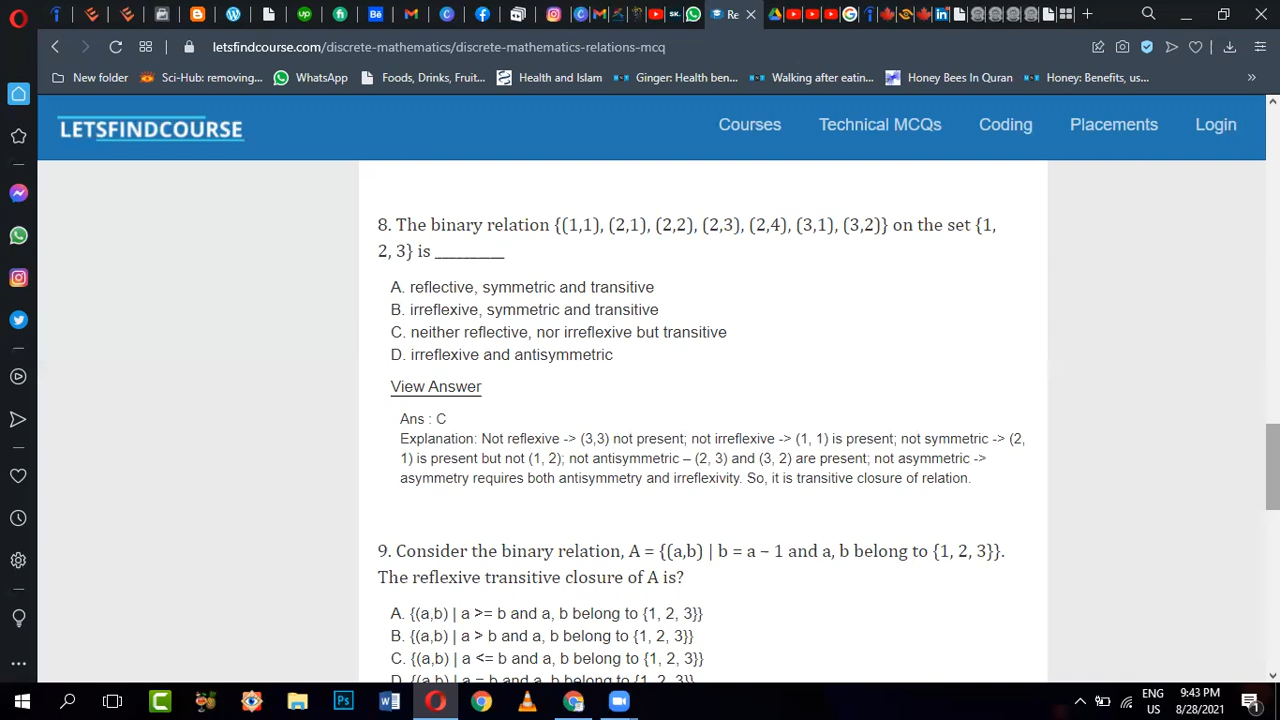 Re
letsfindcourse.com/discrete-mathematics/discrete-mathematics-relations-mcq
New folder Sci-Hub: removing... WhatsApp Foods, Drinks, Fruit... Health and Islam Ginger: Health ben... Walking after eatin... Honey Bees In Quran Honey: Benefits, us... »
LETSFINDCOURSE Courses Technical MCQs Coding Placements Login
8. The binary relation {(1,1), (2,1), (2,2), (2,3), (2,4), (3,1), (3,2)} on the set {1,
2, 3} is __________
A. reflective, symmetric and transitive
B. irreflexive, symmetric and transitive
C. neither reflective, nor irreflexive but transitive
D. irreflexive and antisymmetric
View Answer
Ans : C
Explanation: Not reflexive -> (3,3) not present; not irreflexive -> (1, 1) is present; not symmetric -> (2,
1) is present but not (1, 2); not antisymmetric – (2, 3) and (3, 2) are present; not asymmetric ->
asymmetry requires both antisymmetry and irreflexivity. So, it is transitive closure of relation.
9. Consider the binary relation, A = {(a,b) | b = a – 1 and a, b belong to {1, 2, 3}}.
The reflexive transitive closure of A is?
A. {(a,b) | a >= b and a, b belong to {1, 2, 3}}
B. {(a,b) | a > b and a, b belong to {1, 2, 3}}
C. {(a,b) | a <= b and a, b belong to {1, 2, 3}}
D. {(a,b) | a = b and a, b belong to {1, 2, 3}}
ENG 9:43 PM
US 8/28/2021